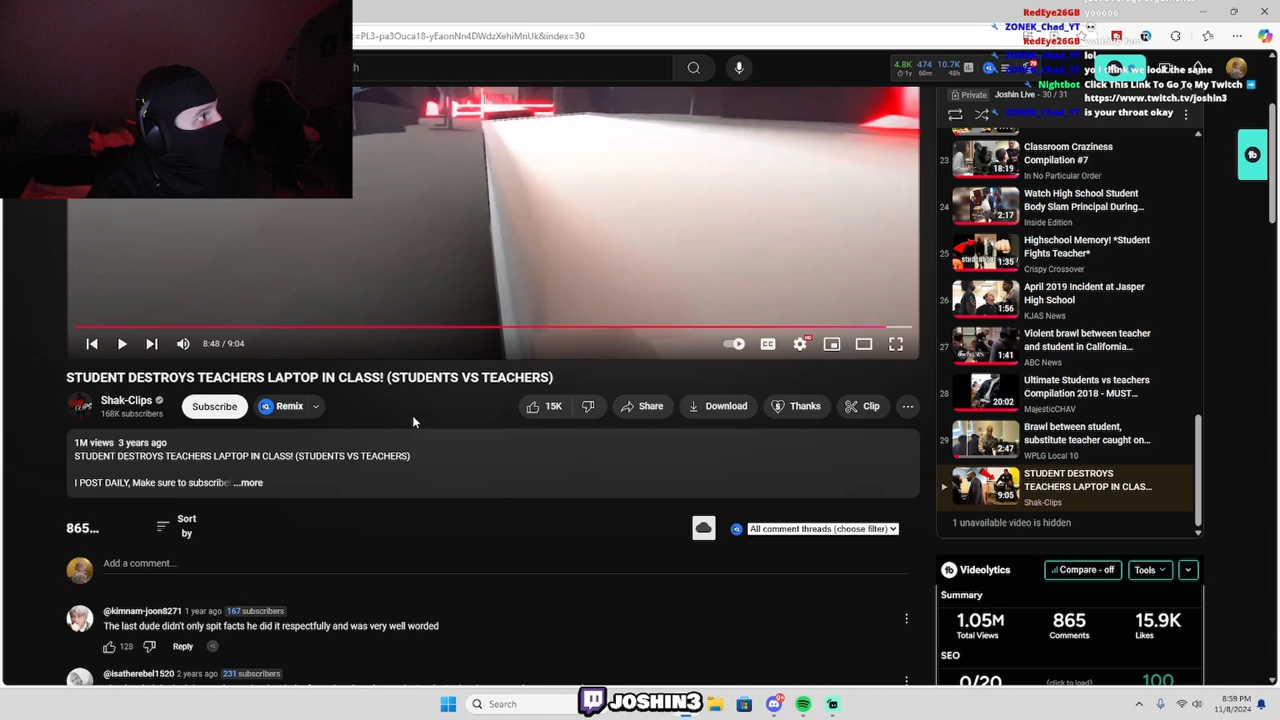 RedEye26GB yooooo
ZONEK_Chad_YT
RedEye26GB
lol
yo I think we look the same
Nightbot Click This Link To Go To My Twitch
https://www.twitch.tv/joshin3
ZONEK_Chad_YT is your throat okay
=PL3-pw3Ouca18-yEaonNn4DWdzXehiMnUk&index=30
4.8K 474 10.7K
1y 60m 48h
Private Joshin Live - 30 / 31
23 Classroom Craziness
Compilation #7
18:19
In No Particular Order
24 Watch High School Student
Body Slam Principal During...
2:17
Inside Edition
25 Highschool Memory! *Student
Fights Teacher*
1:35
Crispy Crossover
26 April 2019 Incident at Jasper
High School
1:56
KJAS News
27 Violent brawl between teacher
and student in California...
1:41
ABC News
28 Ultimate Students vs teachers
Compilation 2018 - MUST...
20:02
MajesticCHAV
29 Brawl between student,
substitute teacher caught on...
2:47
WPLG Local 10
STUDENT DESTROYS
TEACHERS LAPTOP IN CLAS...
9:05
Shak-Clips
1 unavailable video is hidden
8:48 / 9:04
CC
HD
STUDENT DESTROYS TEACHERS LAPTOP IN CLASS! (STUDENTS VS TEACHERS)
Shak-Clips
168K subscribers
Subscribe
Remix
15K
Share
Download
Thanks
Clip
1M views 3 years ago
STUDENT DESTROYS TEACHERS LAPTOP IN CLASS! (STUDENTS VS TEACHERS)
I POST DAILY, Make sure to subscribe ...more
865...
Sort
by
All comment threads (choose filter)
Add a comment...
@kimnam-joon8271 1 year ago 167 subscribers
The last dude didn't only spit facts he did it respectfully and was very well worded
128 Reply
@isatherebel1520 2 years ago 231 subscribers
Videolytics
Compare - off
Tools
Summary
1.05M 865 15.9K
Total Views Comments Likes
SEO
0/20 (click to load) 100
Search
JOSHIN3
8:59 PM
11/8/2024